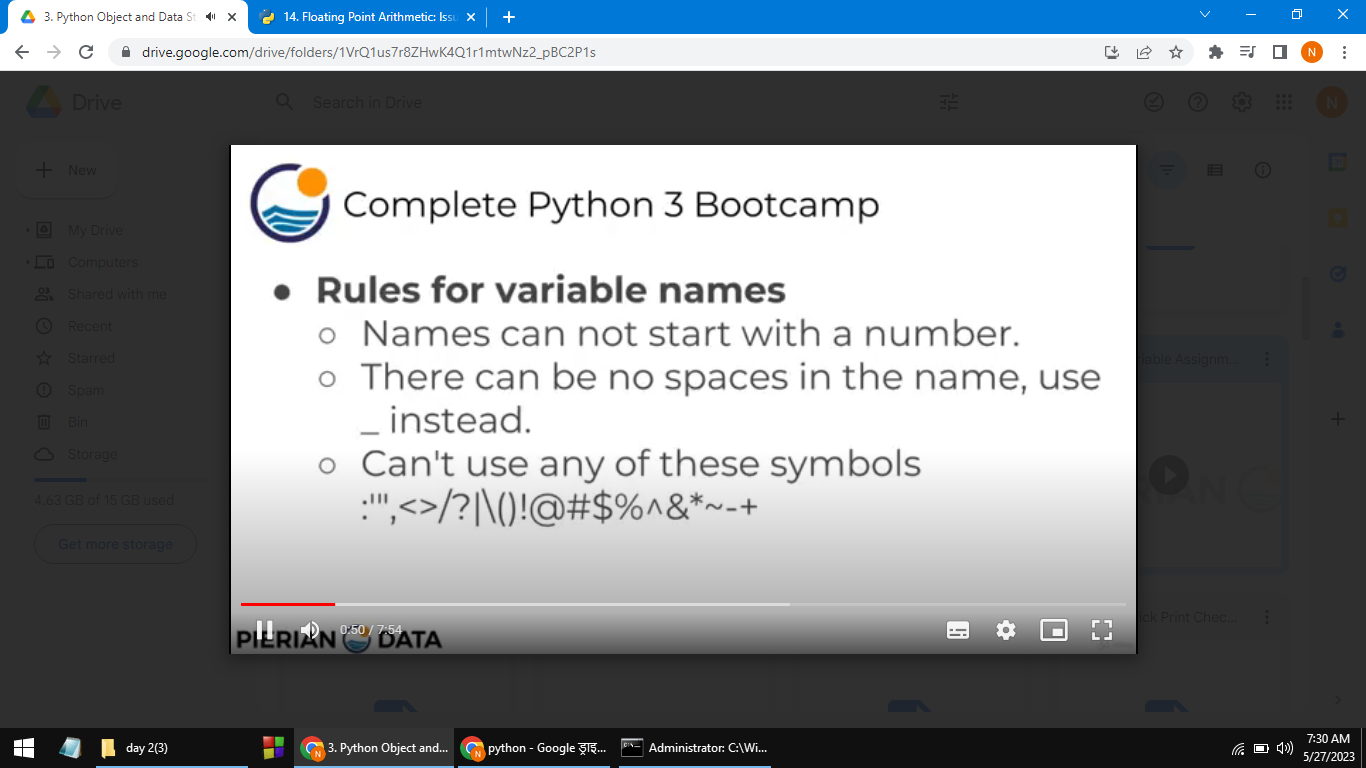 3. Python Object and Data St
14. Floating Point Arithmetic: Issu
drive.google.com/drive/folders/1VrQ1us7r8ZHwK4Q1r1mtwNz2_pBC2P1s
N
Drive
Search in Drive
N
New
My Drive
Computers
Shared with me
Recent
Starred
Spam
Bin
Storage
4.63 GB of 15 GB used
Get more storage
Complete Python 3 Bootcamp
Rules for variable names
Names can not start with a number.
There can be no spaces in the name, use
_ instead.
Can't use any of these symbols
:'",<>/?|\()!@#$%^&*~-+
0:50 / 7:54
PIERIAN DATA
iable Assignm...
ck Print Chec...
day 2(3)
3. Python Object and...
python - Google ड्राइ...
Administrator: C:\Wi...
7:30 AM
5/27/2023